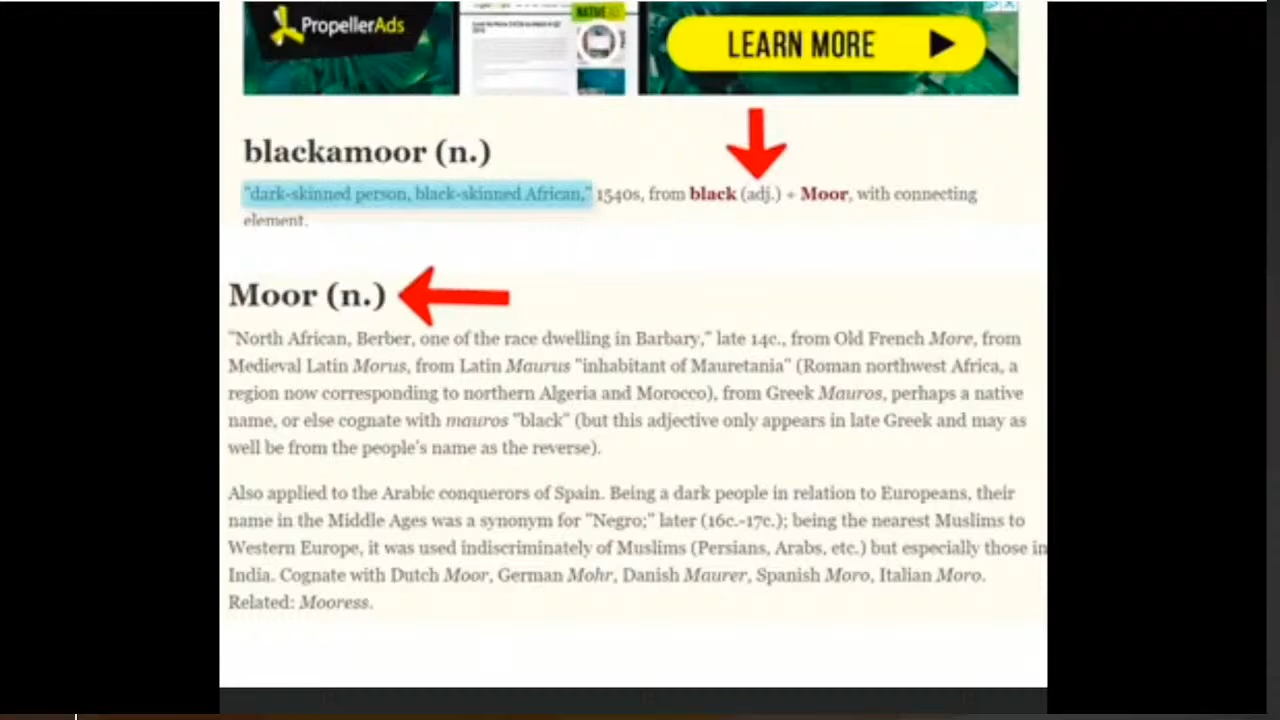 PropellerAds
NATIVE
LEARN MORE
blackamoor (n.)
"dark-skinned person, black-skinned African," 1540s, from black (adj.) + Moor, with connecting
element.
Moor (n.)
"North African, Berber, one of the race dwelling in Barbary," late 14c., from Old French More, from
Medieval Latin Morus, from Latin Maurus "inhabitant of Mauretania" (Roman northwest Africa, a
region now corresponding to northern Algeria and Morocco), from Greek Mauros, perhaps a native
name, or else cognate with mauros "black" (but this adjective only appears in late Greek and may as
well be from the people's name as the reverse).
Also applied to the Arabic conquerors of Spain. Being a dark people in relation to Europeans, their
name in the Middle Ages was a synonym for "Negro;" later (16c.-17c.); being the nearest Muslims to
Western Europe, it was used indiscriminately of Muslims (Persians, Arabs, etc.) but especially those in
India. Cognate with Dutch Moor, German Mohr, Danish Maurer, Spanish Moro, Italian Moro.
Related: Mooress.